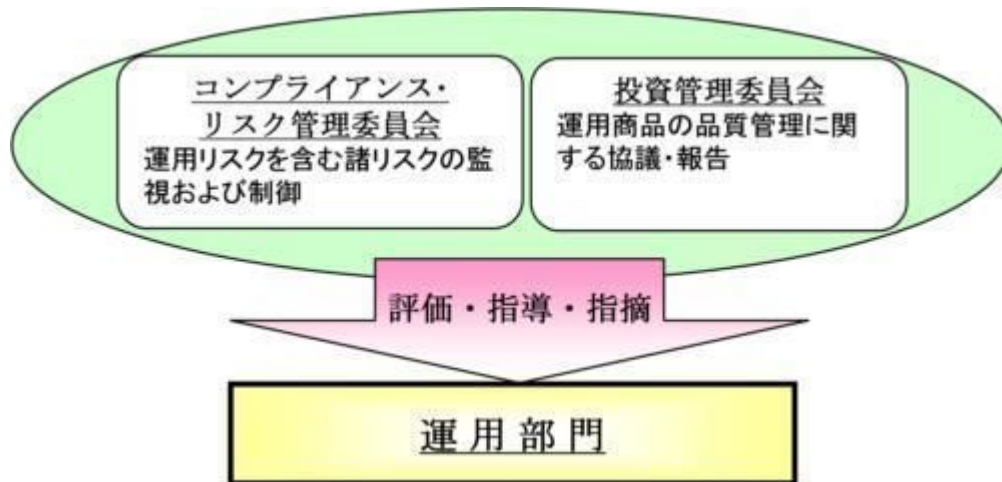 コンプライアンス・
リスク管理委員会
運用リスクを含む諸リスクの監
視および制御
投資管理委員会
運用商品の品質管理に関
する協議・報告
評価・指導・指摘
運用部門